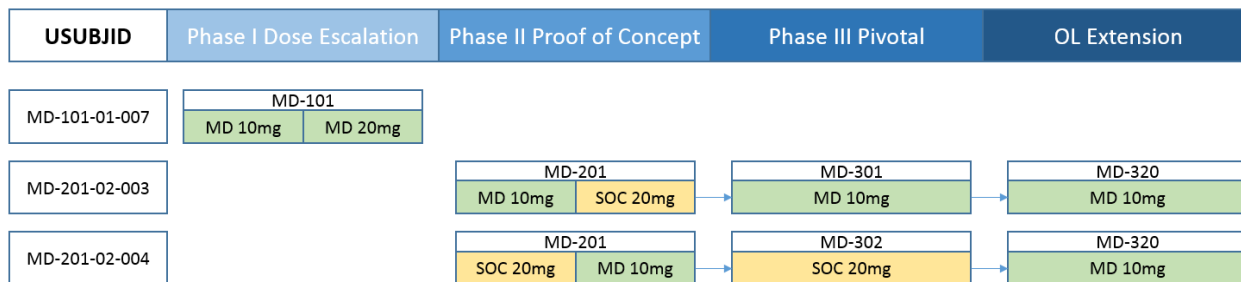 USUBJID Phase I Dose Escalation Phase II Proof of Concept Phase III Pivotal OL Extension
MD-101-01-007
MD-101
MD 10mg MD 20mg
MD-201-02-003
MD-201 MD-301 MD-320
MD 10mg SOC 20mg MD 10mg MD 10mg
MD-201-02-004
MD-201 MD-302 MD-320
SOC 20mg MD 10mg SOC 20mg MD 10mg